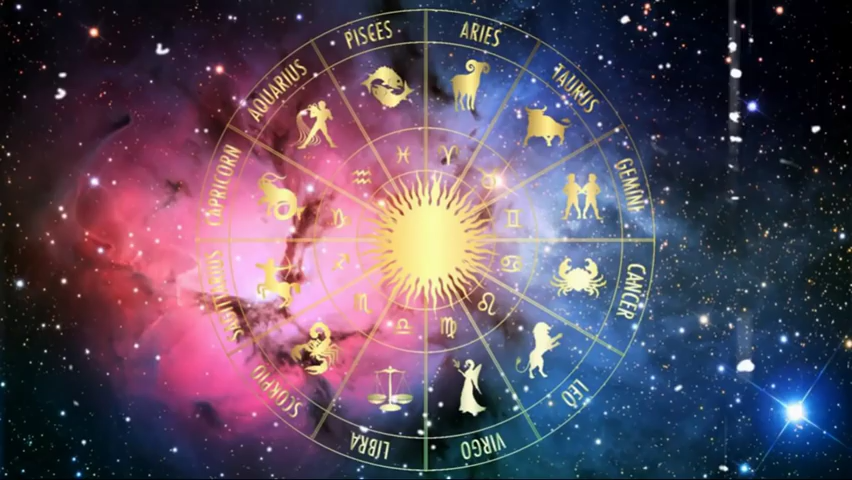 ARIES
TAURUS
GEMINI
CANCER
LEO
VIRGO
LIBRA
SCORPIO
SAGITTARIUS
CAPRICORN
AQUARIUS
PISCES